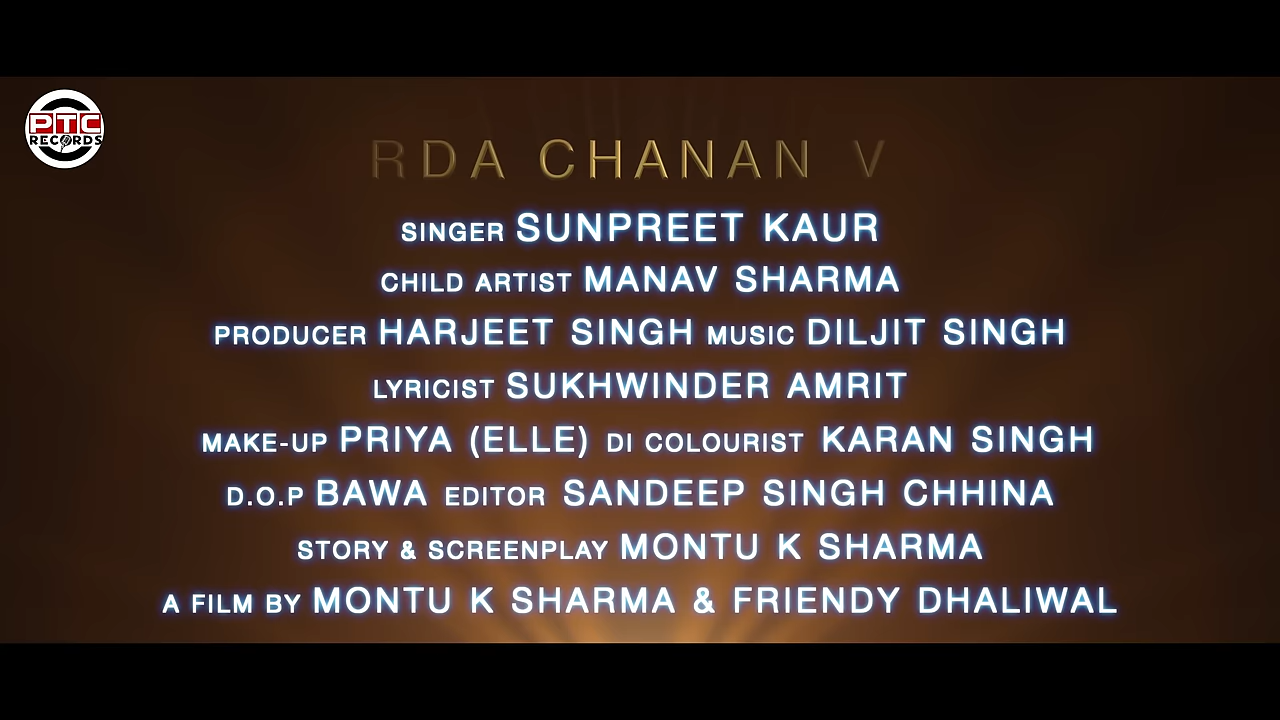 PTC
RECORDS
RDA CHANAN V
SINGER SUNPREET KAUR
CHILD ARTIST MANAV SHARMA
PRODUCER HARJEET SINGH MUSIC DILJIT SINGH
LYRICIST SUKHWINDER AMRIT
MAKE-UP PRIYA (ELLE) DI COLOURIST KARAN SINGH
D.O.P BAWA EDITOR SANDEEP SINGH CHHINA
STORY & SCREENPLAY MONTU K SHARMA
A FILM BY MONTU K SHARMA & FRIENDY DHALIWAL